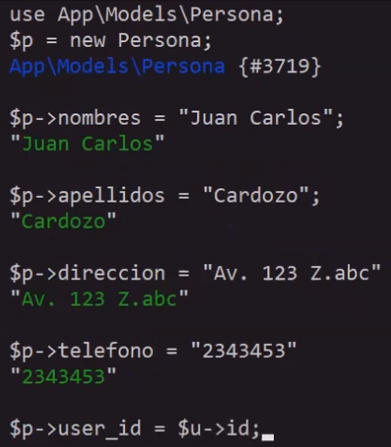 use App\Models\Persona;
$p = new Persona;
App\Models\Persona {#3719}
$p->nombres = "Juan Carlos";
"Juan Carlos"
$p->apellidos = "Cardozo";
"Cardozo"
$p->direccion = "Av. 123 Z.abc"
"Av. 123 Z.abc"
$p->telefono = "2343453"
"2343453"
$p->user_id = $u->id;